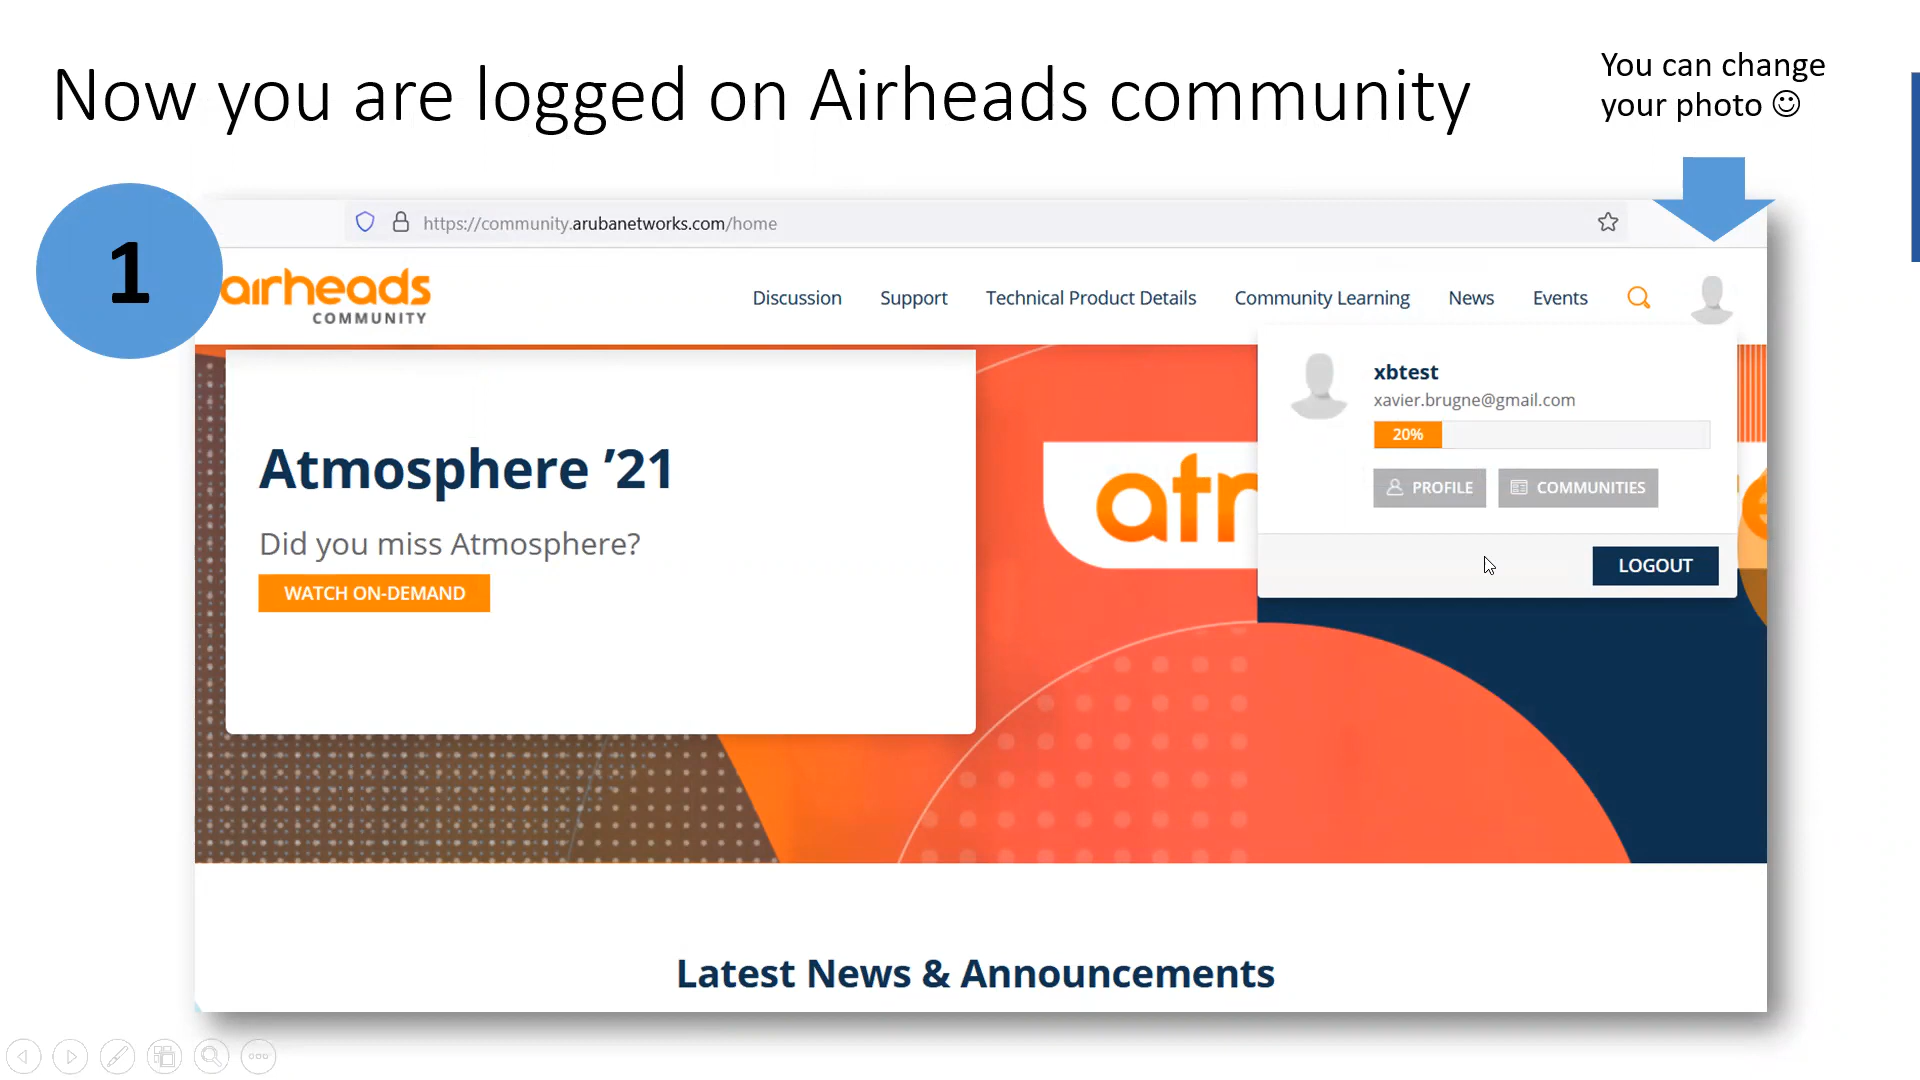 Now you are logged on Airheads community
You can change
your photo ☺
1
https://community.arubanetworks.com/home
airheads
COMMUNITY
Discussion
Support
Technical Product Details
Community Learning
News
Events
xbtest
xavier.brugne@gmail.com
20%
PROFILE
COMMUNITIES
LOGOUT
Atmosphere ’21
Did you miss Atmosphere?
WATCH ON-DEMAND
Latest News & Announcements